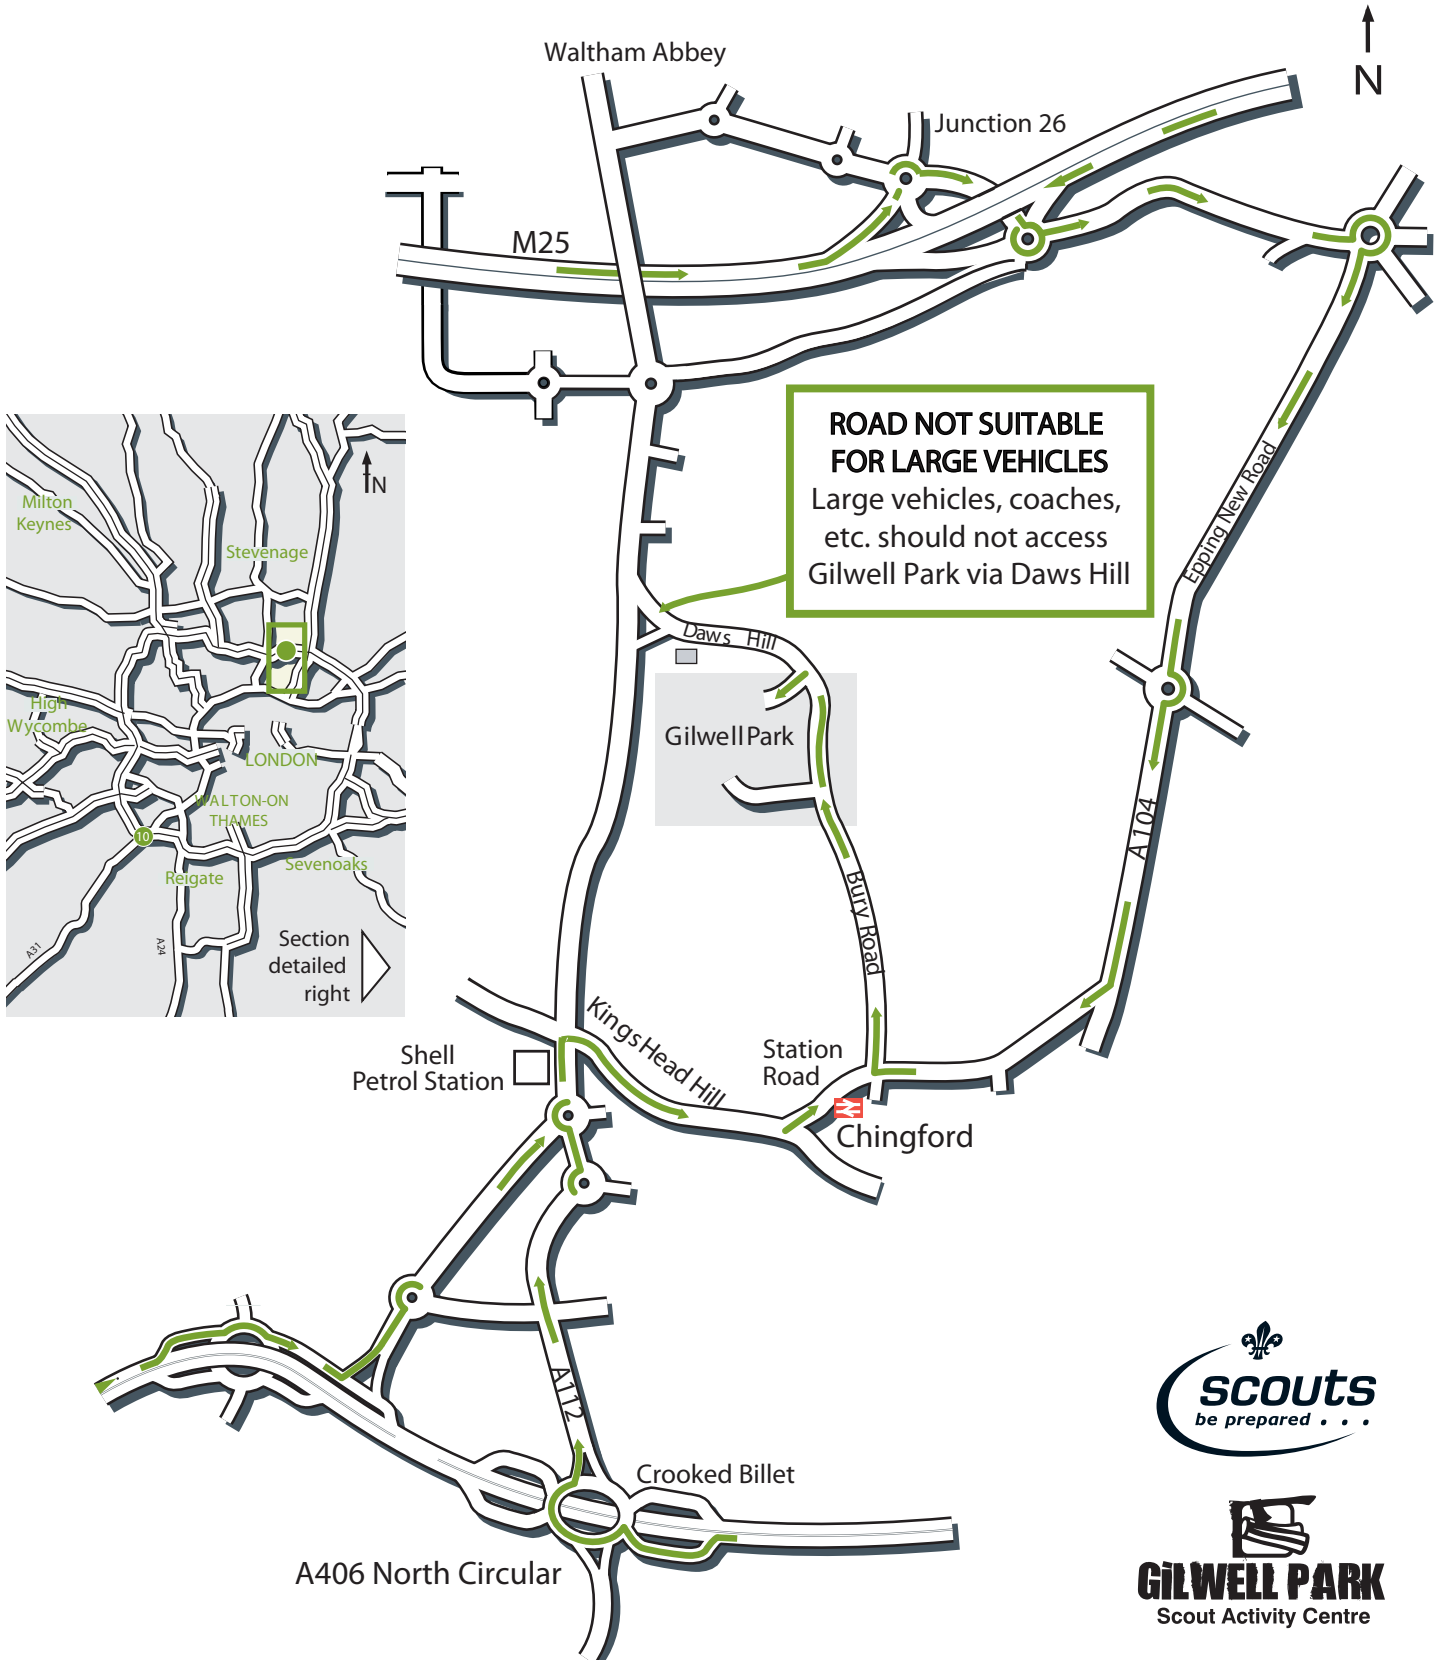 Waltham Abbey
Junction 26
N
M25
ROAD NOT SUITABLE
FOR LARGE VEHICLES
Large vehicles, coaches,
etc. should not access
Gilwell Park via Daws Hill
Epping New Road
Daws Hill
Gilwell Park
A 104
Bury Road
N
Milton
Keynes
Stevenage
High
Wycombe
LONDON
WALTON-ON
THAMES
10
Sevenoaks
Reigate
A31
A24
Section
detailed
right
Kings Head Hill
Shell
Petrol Station
Station
Road
Chingford
A112
Crooked Billet
A406 North Circular
scouts
be prepared . . .
GiLWELL PARK
Scout Activity Centre